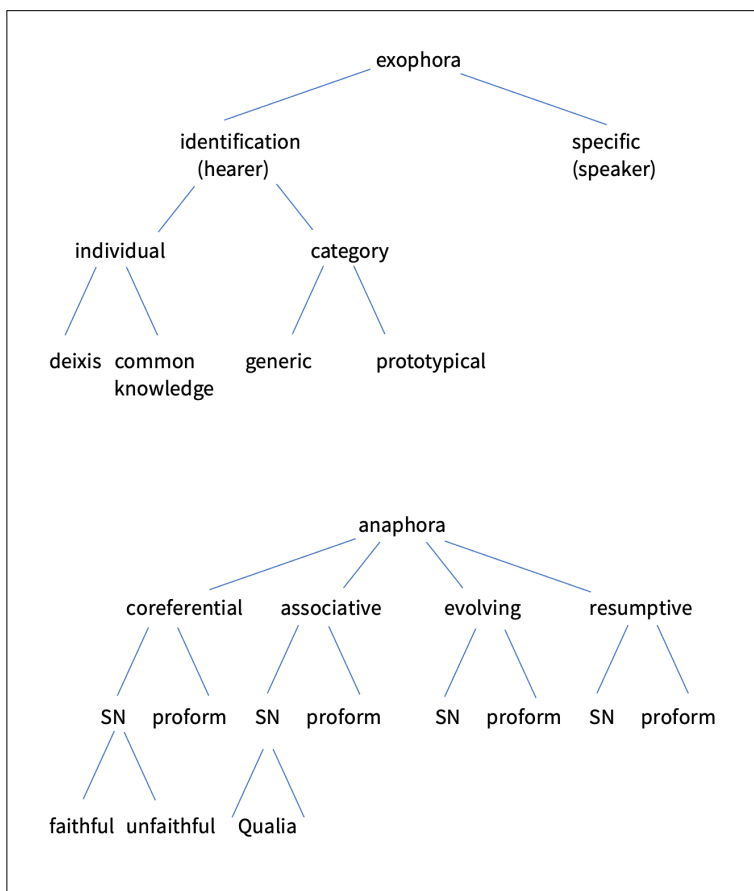 exophora
identification specific
(hearer) (speaker)
individual category
deixis common generic prototypical
knowledge
anaphora
coreferential associative evolving resumptive
SN proform SN proform SN proform SN proform
faithful unfaithful Qualia